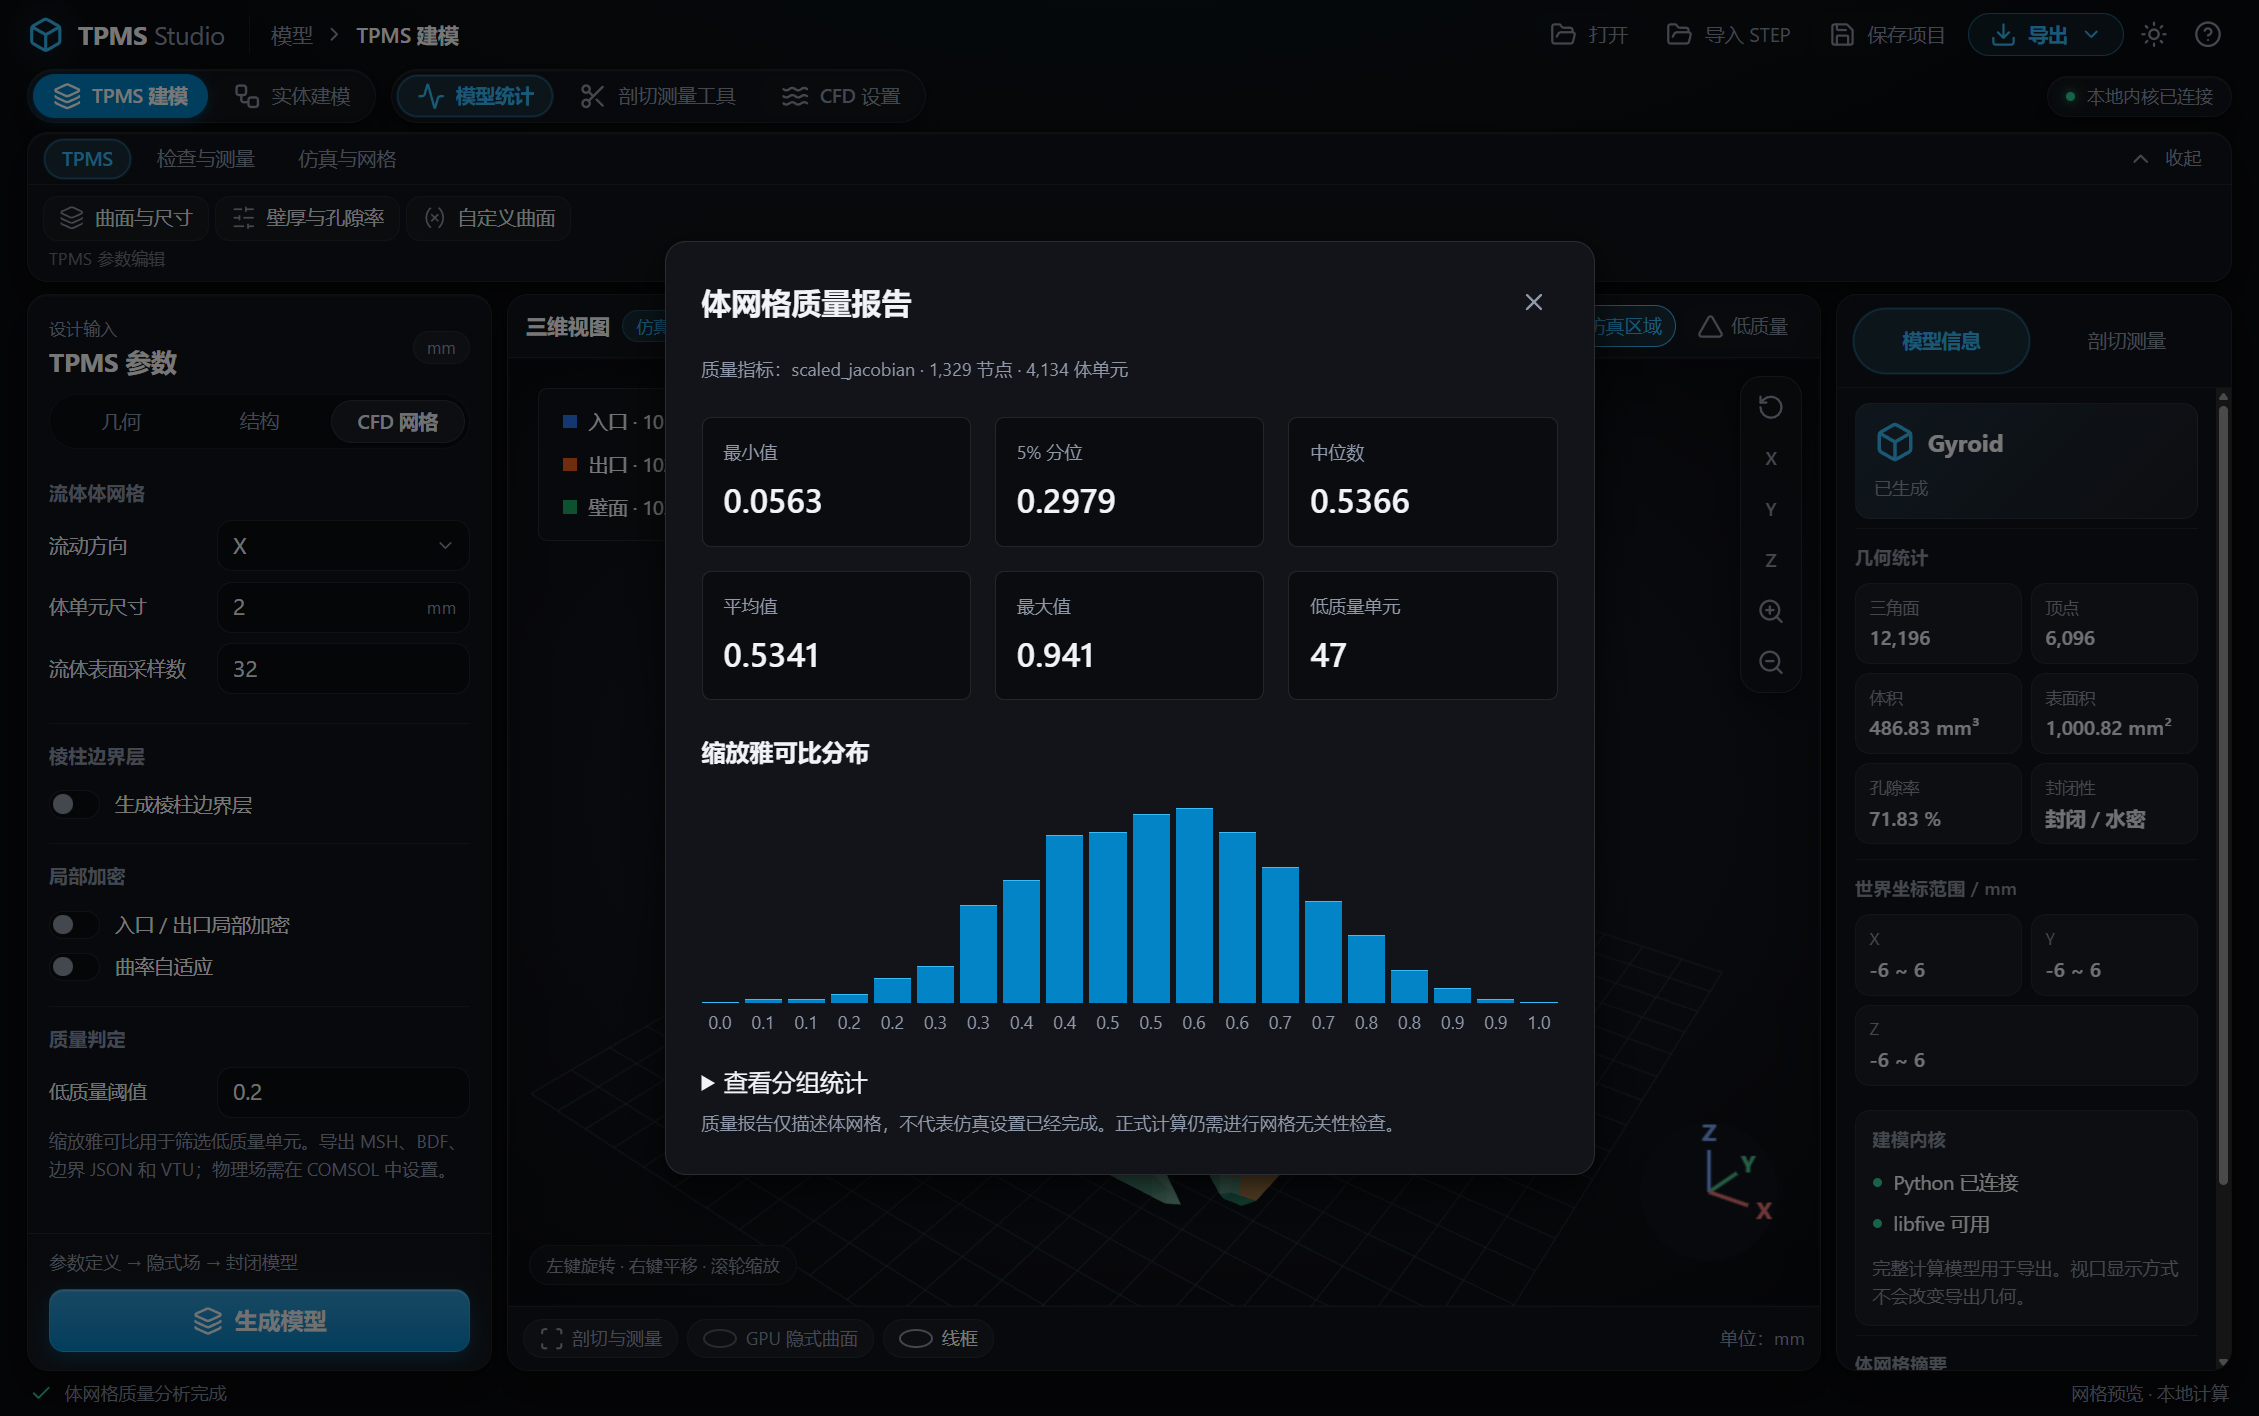 TPMS Studio
模型 > TPMS 建模
打开
导入 STEP
保存项目
导出
TPMS 建模
实体建模
模型统计
剖切测量工具
CFD 设置
本地内核已连接
TPMS
检查与测量
仿真与网格
收起
曲面与尺寸
壁厚与孔隙率
(×) 自定义曲面
TPMS 参数编辑
设计输入
TPMS 参数
mm
几何
结构
CFD 网格
流体体网格
流动方向
X
体单元尺寸
2
mm
流体表面采样数
32
棱柱边界层
生成棱柱边界层
局部加密
入口 / 出口局部加密
曲率自适应
质量判定
低质量阈值
0.2
缩放雅可比用于筛选低质量单元。导出 MSH、BDF、
边界 JSON 和 VTU；物理场需在 COMSOL 中设置。
参数定义 → 隐式场 → 封闭模型
生成模型
体网格质量分析完成
三维视图
仿真区域
低质量
入口 · 10
出口 · 10
壁面 · 10
X
Y
Z
体网格质量报告
质量指标：scaled_jacobian · 1,329 节点 · 4,134 体单元
最小值
0.0563
5% 分位
0.2979
中位数
0.5366
平均值
0.5341
最大值
0.941
低质量单元
47
缩放雅可比分布
0.0 0.1 0.1 0.2 0.2 0.3 0.3 0.4 0.4 0.5 0.5 0.6 0.6 0.7 0.7 0.8 0.8 0.9 0.9 1.0
查看分组统计
质量报告仅描述体网格，不代表仿真设置已经完成。正式计算仍需进行网格无关性检查。
Z
Y
X
左键旋转 · 右键平移 · 滚轮缩放
剖切与测量
GPU 隐式曲面
线框
单位：mm
模型信息
剖切测量
Gyroid
已生成
几何统计
三角面
12,196
顶点
6,096
体积
486.83 mm³
表面积
1,000.82 mm²
孔隙率
71.83 %
封闭性
封闭 / 水密
世界坐标范围 / mm
X
-6 ~ 6
Y
-6 ~ 6
Z
-6 ~ 6
建模内核
Python 已连接
libfive 可用
完整计算模型用于导出。视口显示方式
不会改变导出几何。
体网格摘要
网格预览 · 本地计算